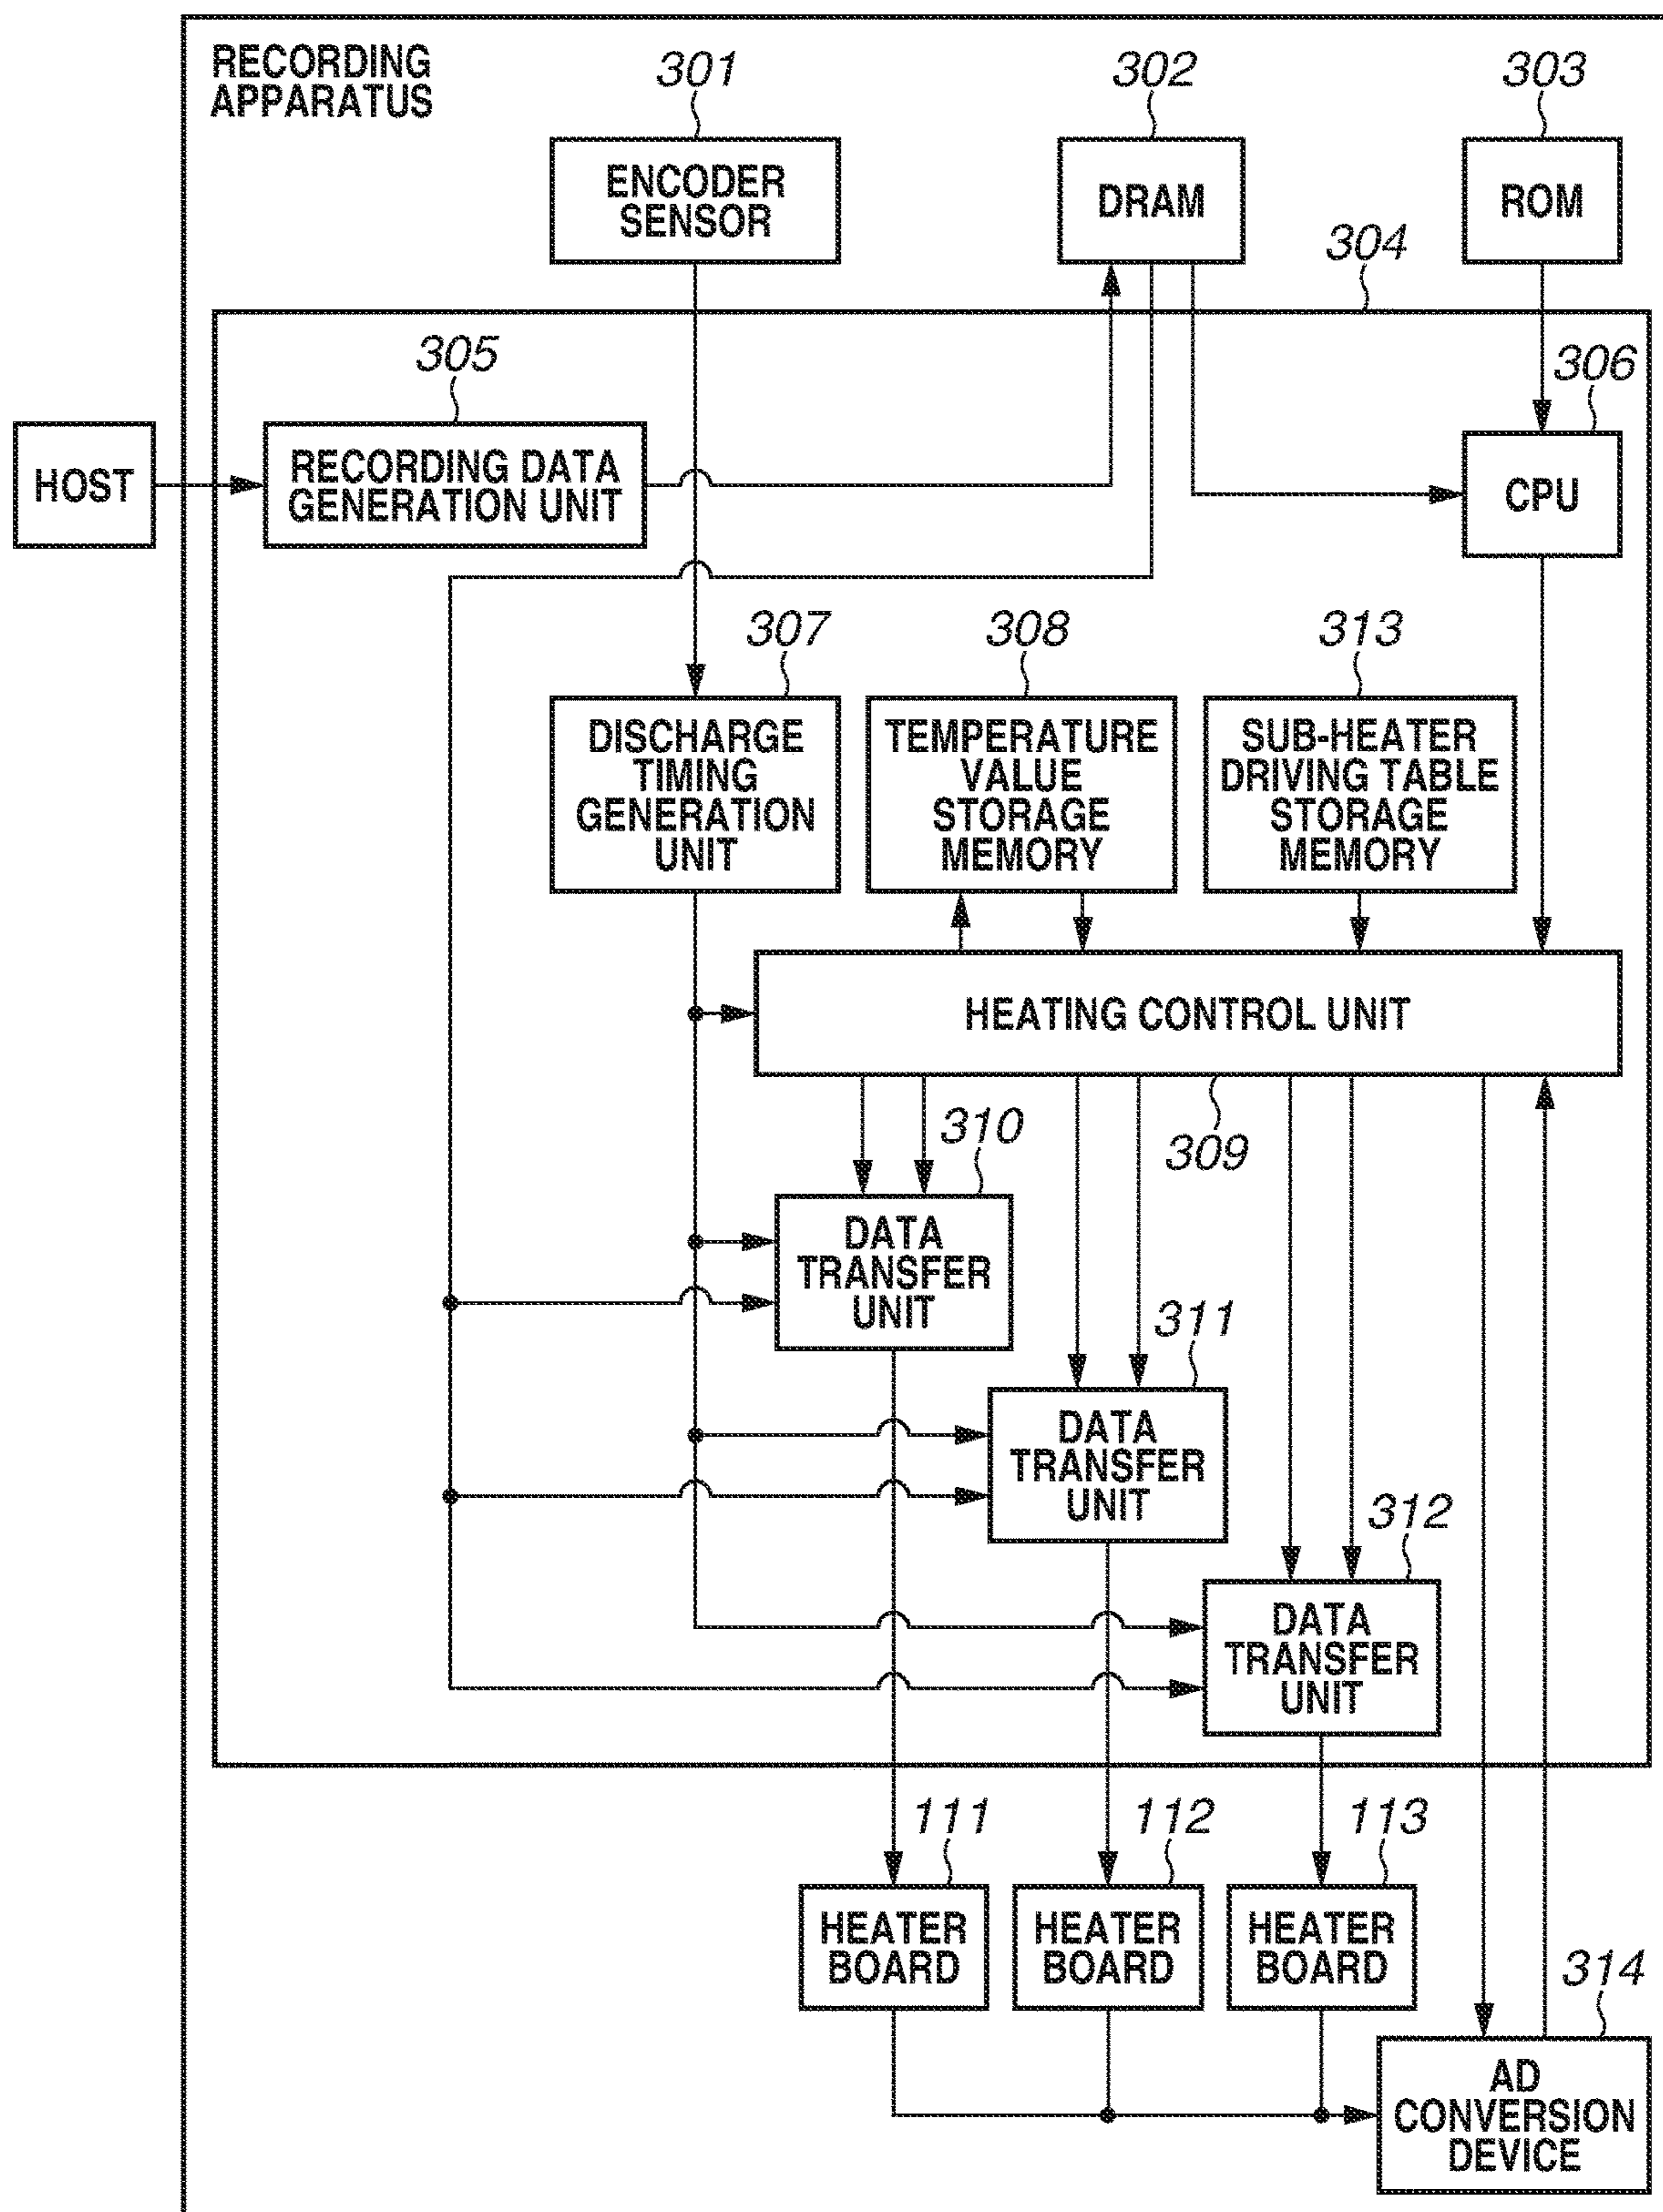 RECORDING
APPARATUS
301
302
303
ENCODER
SENSOR
DRAM
ROM
304
305
306
HOST
RECORDING DATA
GENERATION UNIT
CPU
307
308
313
DISCHARGE
TIMING
GENERATION
UNIT
TEMPERATURE
VALUE
STORAGE
MEMORY
SUB-HEATER
DRIVING TABLE
STORAGE
MEMORY
HEATING CONTROL UNIT
309
310
DATA
TRANSFER
UNIT
311
DATA
TRANSFER
UNIT
312
DATA
TRANSFER
UNIT
111
112
113
HEATER
BOARD
HEATER
BOARD
HEATER
BOARD
314
AD
CONVERSION
DEVICE